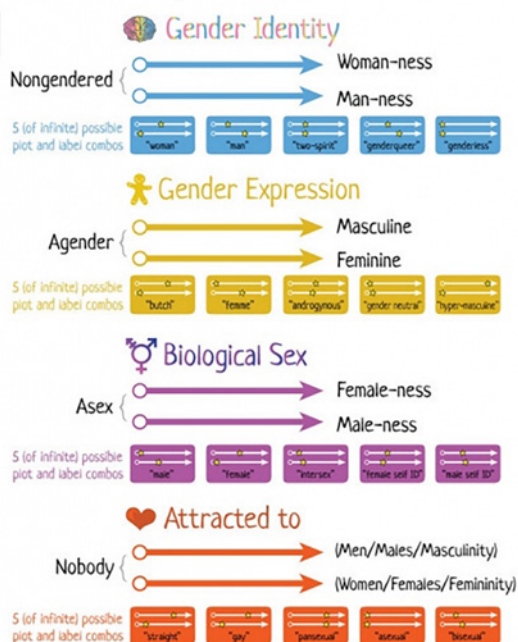 Gender Identity
Nongendered
Woman-ness
Man-ness
5 (of infinite) possible
plot and label combos
"woman"
"man"
"two-spirit"
"genderqueer"
"genderless"
Gender Expression
Agender
Masculine
Feminine
5 (of infinite) possible
plot and label combos
"butch"
"femme"
"androgynous"
"gender neutral"
"hyper-masculine"
Biological Sex
Asex
Female-ness
Male-ness
5 (of infinite) possible
plot and label combos
"male"
"female"
"intersex"
"female self ID"
"male self ID"
Attracted to
Nobody
(Men/Males/Masculinity)
(Women/Females/Femininity)
5 (of infinite) possible
plot and label combos
"straight"
"gay"
"pansexual"
"asexual"
"bisexual"